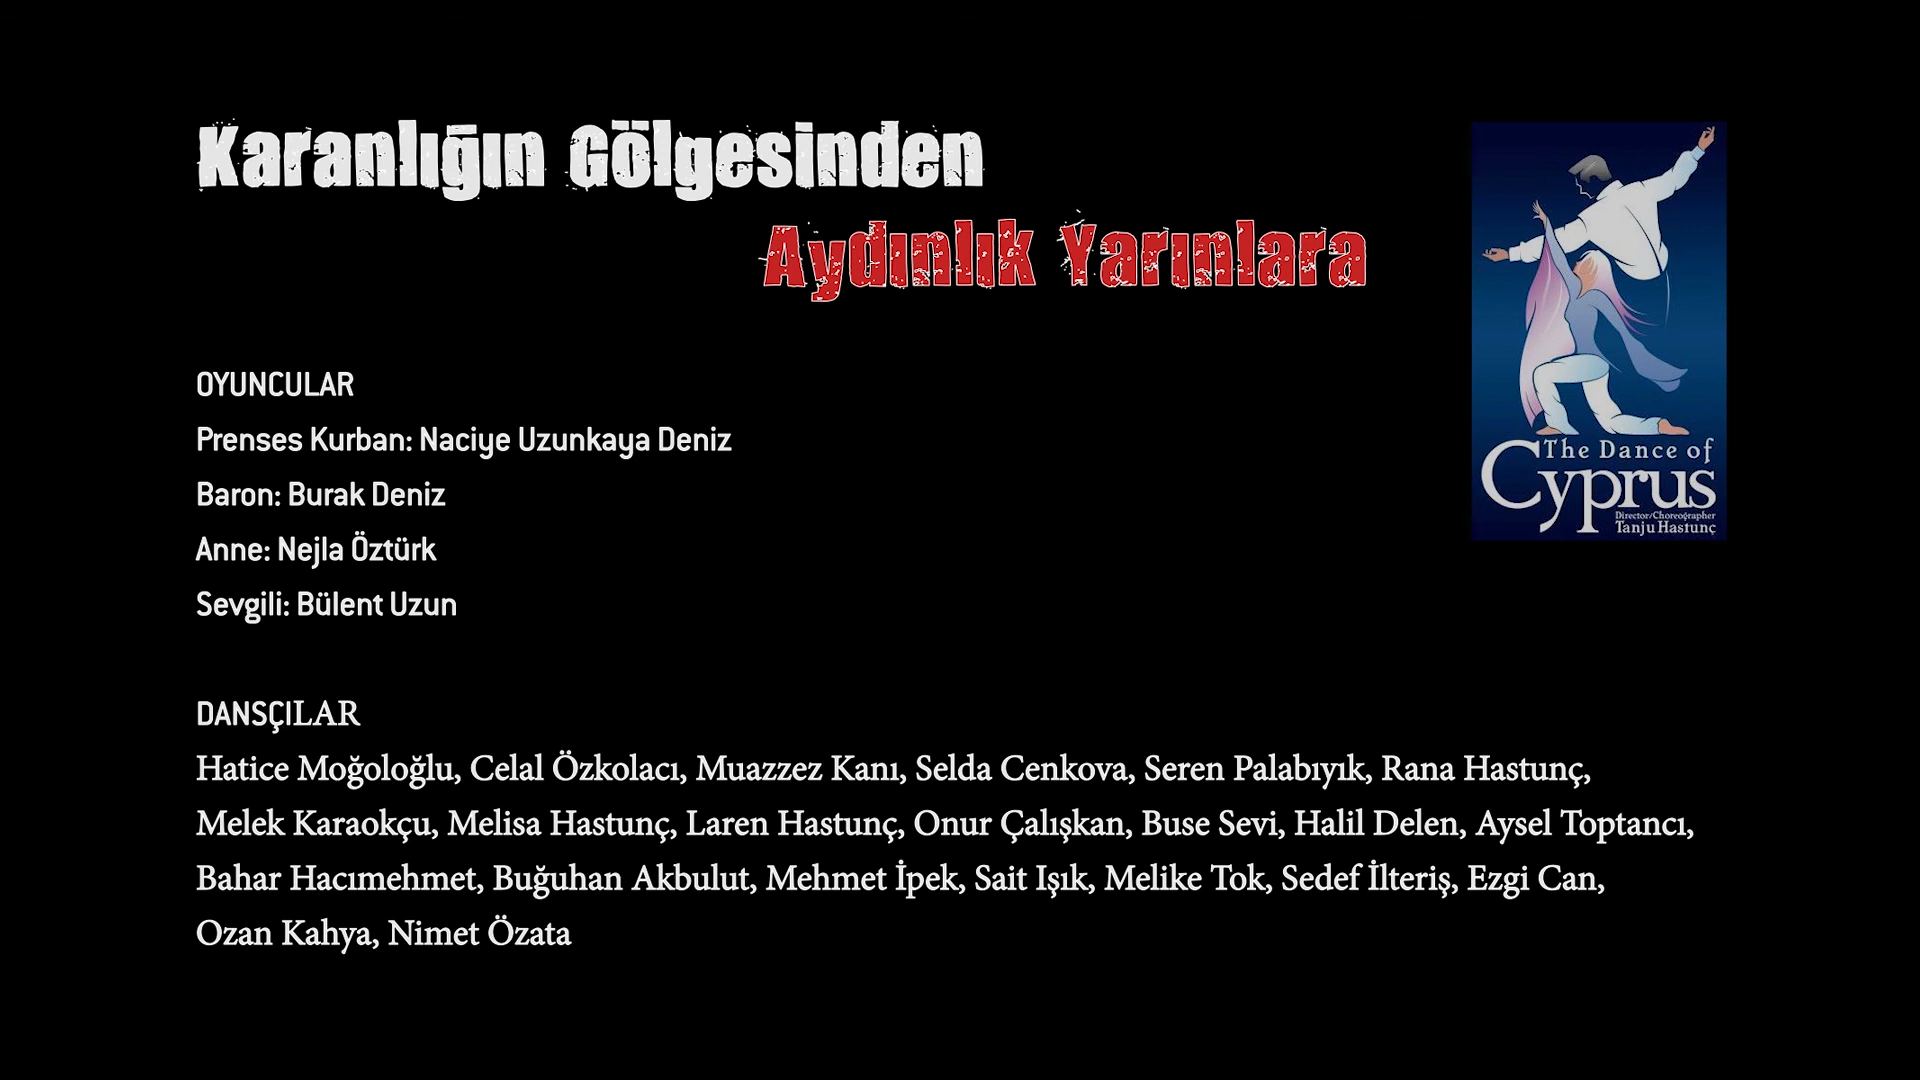 Karanlığın Gölgesinden
Aydınlık Yarınlara
The Dance of
Cyprus
Director/Choreographer
Tanju Hastunç
OYUNCULAR
Prenses Kurban: Naciye Uzunkaya Deniz
Baron: Burak Deniz
Anne: Nejla Öztürk
Sevgili: Bülent Uzun
DANSÇILAR
Hatice Moğoloğlu, Celal Özkolacı, Muazzez Kanı, Selda Cenkova, Seren Palabıyık, Rana Hastunç,
Melek Karaokçu, Melisa Hastunç, Laren Hastunç, Onur Çalışkan, Buse Sevi, Halil Delen, Aysel Toptancı,
Bahar Hacımehmet, Buğuhan Akbulut, Mehmet İpek, Sait Işık, Melike Tok, Sedef İlteriş, Ezgi Can,
Ozan Kahya, Nimet Özata